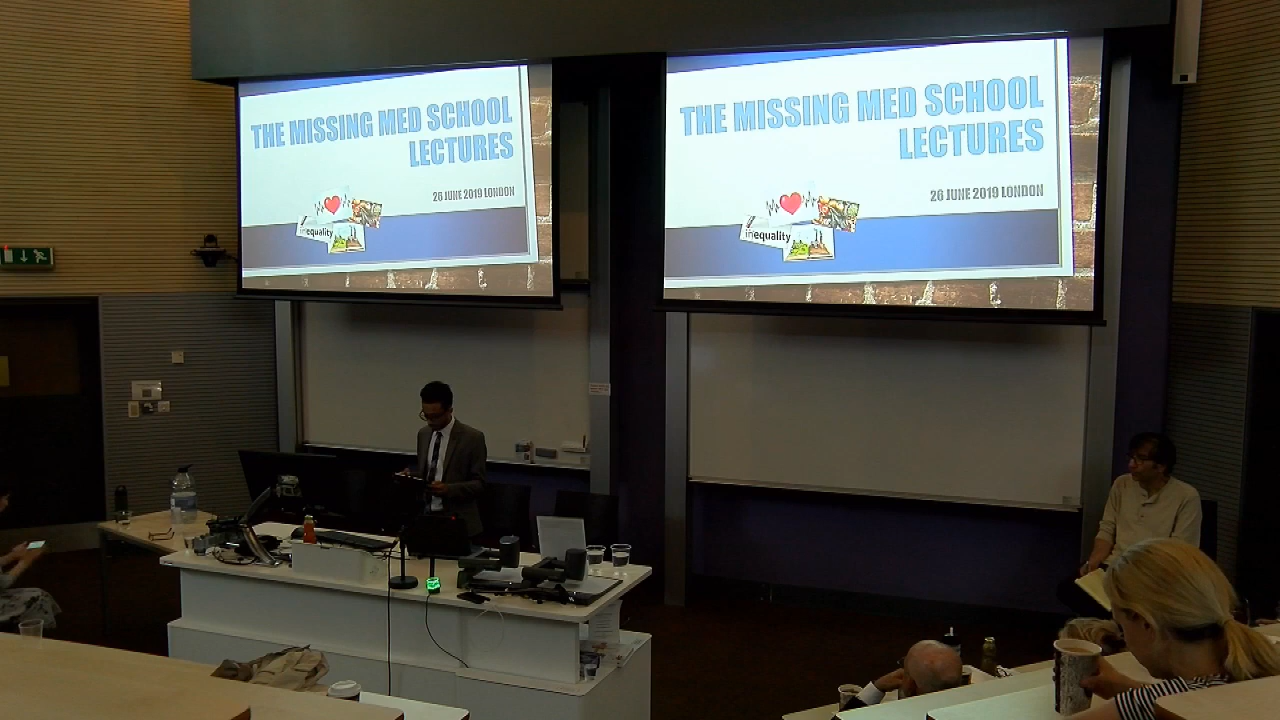 THE MISSING MED SCHOOL
LECTURES
26 JUNE 2019 LONDON
inequality
THE MISSING MED SCHOOL
LECTURES
26 JUNE 2019 LONDON
inequality